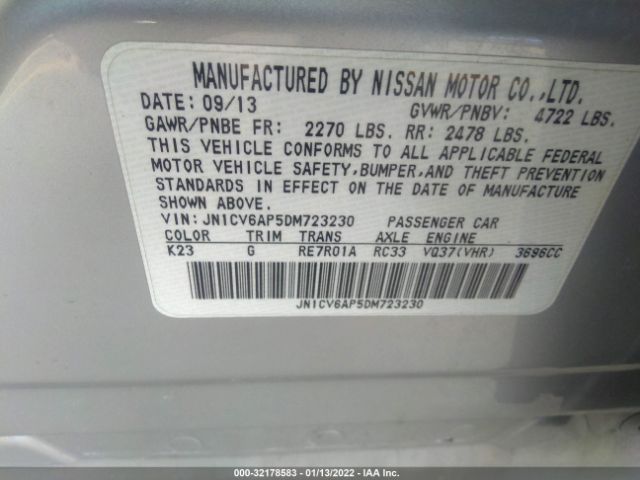 MANUFACTURED BY NISSAN MOTOR CO.,LTD.
DATE: 09/13 GVWR/PNBV: 4722 LBS.
GAWR/PNBE FR: 2270 LBS. RR: 2478 LBS.
THIS VEHICLE CONFORMS TO ALL APPLICABLE FEDERAL
MOTOR VEHICLE SAFETY,BUMPER,AND THEFT PREVENTION
STANDARDS IN EFFECT ON THE DATE OF MANUFACTURE
SHOWN ABOVE.
VIN: JN1CV6AP5DM723230 PASSENGER CAR
COLOR TRIM TRANS AXLE ENGINE
K23 G RE7R01A RC33 VQ37(VHR) 3696CC
JN1CV6AP5DM723230
000-32178583 - 01/13/2022 - IAA Inc.